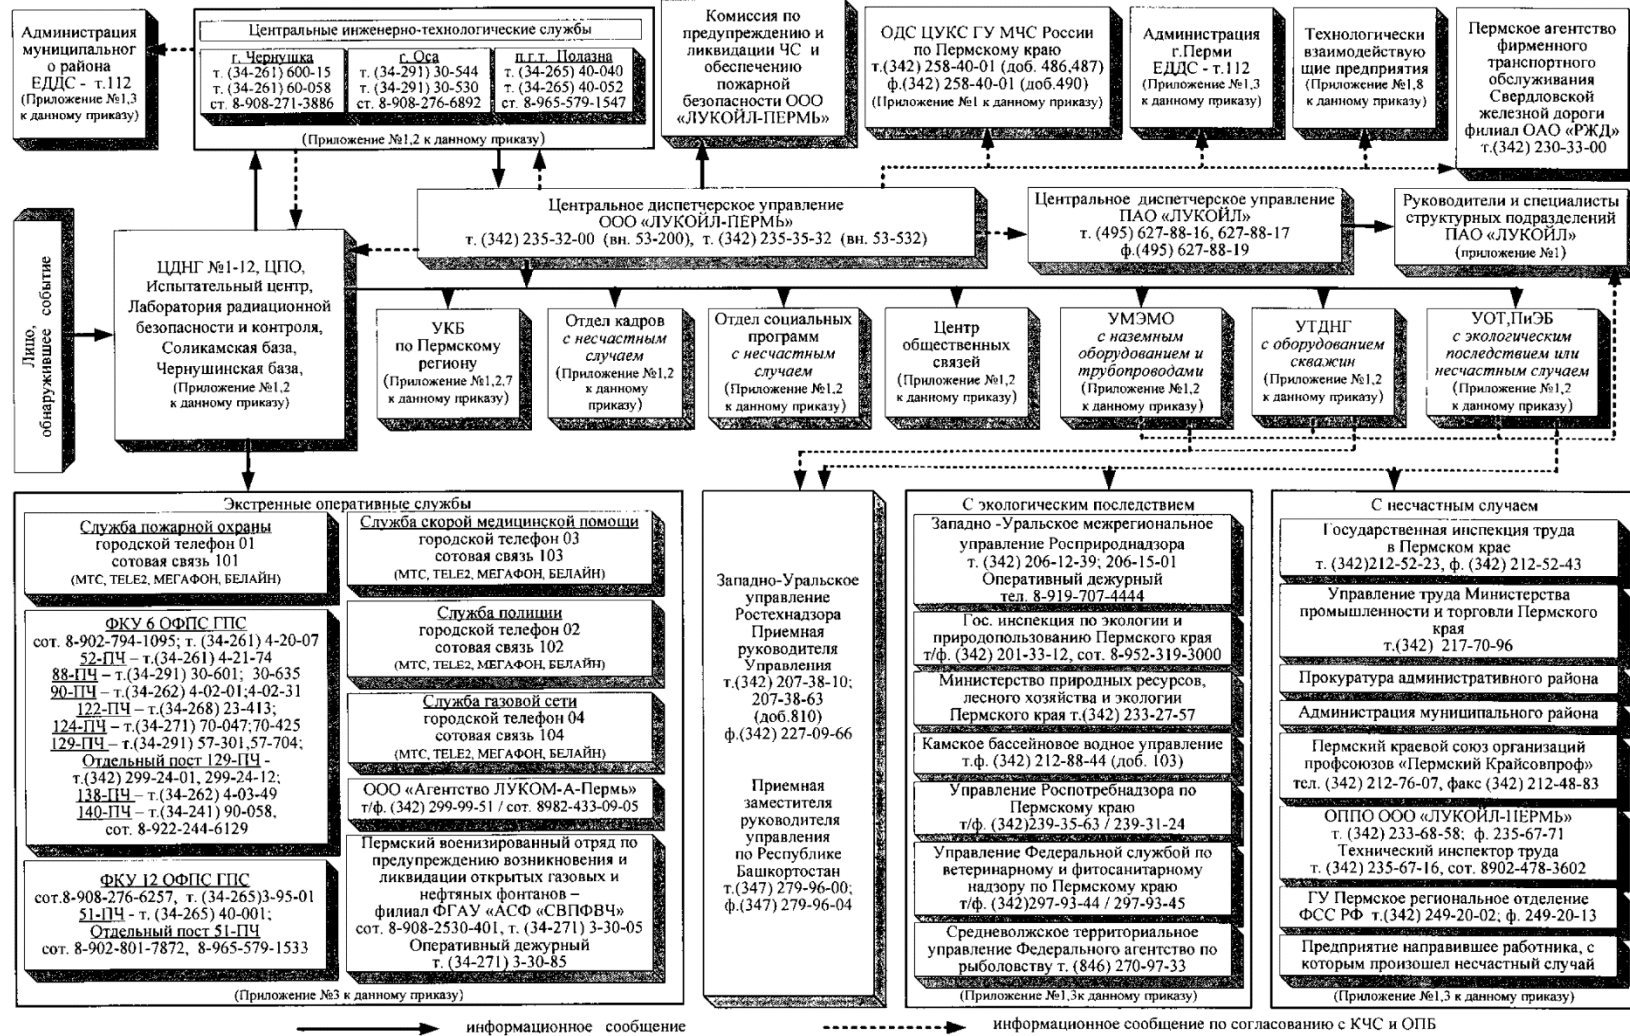 Администрация
муниципальног
о района
ЕДДС - т.112
(Приложение №1,3
к данному приказу)
Центральные инженерно-технологические службы
г. Чернушка
т. (34-261) 600-15
т. (34-261) 60-058
ст. 8-908-271-3886
г. Оса
т. (34-291) 30-544
т. (34-291) 30-530
ст. 8-908-276-6892
п.г.т. Полазна
т. (34-265) 40-040
т. (34-265) 40-052
ст. 8-965-579-1547
(Приложение №1,2 к данному приказу)
Комиссия по
предупреждению и
ликвидации ЧС и
обеспечению
пожарной
безопасности ООО
«ЛУКОЙЛ-ПЕРМЬ»
ОДС ЦУКС ГУ МЧС России
по Пермскому краю
т.(342) 258-40-01 (доб. 486,487)
ф.(342) 258-40-01 (доб.490)
(Приложение №1 к данному приказу)
Администрация
г.Перми
ЕДДС - т.112
(Приложение №1,3
к данному приказу)
Технологически
взаимодействую
щие предприятия
(Приложение №1,8
к данному приказу)
Пермское агентство
фирменного
транспортного
обслуживания
Свердловской
железной дороги
филиал ОАО «РЖД»
т.(342) 230-33-00
Центральное диспетчерское управление
ООО «ЛУКОЙЛ-ПЕРМЬ»
т. (342) 235-32-00 (вн. 53-200), т. (342) 235-35-32 (вн. 53-532)
Центральное диспетчерское управление
ПАО «ЛУКОЙЛ»
т. (495) 627-88-16, 627-88-17
ф.(495) 627-88-19
Руководители и специалисты
структурных подразделений
ПАО «ЛУКОЙЛ»
(приложение №1)
Лицо,
обнаружившее событие
ЦДНГ №1-12, ЦПО,
Испытательный центр,
Лаборатория радиационной
безопасности и контроля,
Соликамская база,
Чернушинская база,
(Приложение №1,2
к данному приказу)
УКБ
по Пермскому
региону
(Приложение №1,2,7
к данному приказу)
Отдел кадров
с несчастным
случаем
(Приложение №1,2
к данному
приказу)
Отдел социальных
программ
с несчастным
случаем
(Приложение №1,2
к данному приказу)
Центр
общественных
связей
(Приложение №1,2
к данному приказу)
УМЭМО
с наземным
оборудованием и
трубопроводами
(Приложение №1,2
к данному приказу)
УТДНГ
с оборудованием
скважин
(Приложение №1,2
к данному приказу)
УОТ,ПиЭБ
с экологическим
последствием или
несчастным случаем
(Приложение №1,2
к данному приказу)
Экстренные оперативные службы
Служба пожарной охраны
городской телефон 01
сотовая связь 101
(МТС, TELE2, МЕГАФОН, БЕЛАЙН)
ФКУ 6 ОФПС ГПС
сот. 8-902-794-1095; т. (34-261) 4-20-07
52-ПЧ – т.(34-261) 4-21-74
88-ПЧ – т.(34-291) 30-601; 30-635
90-ПЧ – т.(34-262) 4-02-01;4-02-31
122-ПЧ – т.(34-268) 23-413;
124-ПЧ – т.(34-271) 70-047;70-425
129-ПЧ – т.(34-291) 57-301,57-704;
Отдельный пост 129-ПЧ -
т.(342) 299-24-01, 299-24-12;
138-ПЧ – т.(34-262) 4-03-49
140-ПЧ – т.(34-241) 90-058,
сот. 8-922-244-6129
ФКУ 12 ОФПС ГПС
сот.8-908-276-6257, т. (34-265)3-95-01
51-ПЧ - т. (34-265) 40-001;
Отдельный пост 51-ПЧ
сот. 8-902-801-7872, 8-965-579-1533
Служба скорой медицинской помощи
городской телефон 03
сотовая связь 103
(МТС, TELE2, МЕГАФОН, БЕЛАЙН)
Служба полиции
городской телефон 02
сотовая связь 102
(МТС, TELE2, МЕГАФОН, БЕЛАЙН)
Служба газовой сети
городской телефон 04
сотовая связь 104
(МТС, TELE2, МЕГАФОН, БЕЛАЙН)
ООО «Агентство ЛУКОМ-А-Пермь»
т/ф. (342) 299-99-51 / сот. 8982-433-09-05
Пермский военизированный отряд по
предупреждению возникновения и
ликвидации открытых газовых и
нефтяных фонтанов –
филиал ФГАУ «АСФ «СВПФВЧ»
сот. 8-908-2530-401, т. (34-271) 3-30-05
Оперативный дежурный
т. (34-271) 3-30-85
(Приложение №3 к данному приказу)
Западно-Уральское
управление
Ростехнадзора
Приемная
руководителя
Управления
т.(342) 207-38-10;
207-38-63
(доб.810)
ф.(342) 227-09-66
Приемная
заместителя
руководителя
управления
по Республике
Башкортостан
т.(347) 279-96-00;
ф.(347) 279-96-04
С экологическим последствием
Западно -Уральское межрегиональное
управление Росприроднадзора
т. (342) 206-12-39; 206-15-01
Оперативный дежурный
тел. 8-919-707-4444
Гос. инспекция по экологии и
природопользованию Пермского края
т/ф. (342) 201-33-12, сот. 8-952-319-3000
Министерство природных ресурсов,
лесного хозяйства и экологии
Пермского края т.(342) 233-27-57
Камское бассейновое водное управление
т.ф. (342) 212-88-44 (доб. 103)
Управление Роспотребнадзора по
Пермскому краю
т/ф. (342)239-35-63 / 239-31-24
Управление Федеральной службой по
ветеринарному и фитосанитарному
надзору по Пермскому краю
т/ф. (342)297-93-44 / 297-93-45
Средневолжское территориальное
управление Федерального агентство по
рыболовству т. (846) 270-97-33
(Приложение №1,3к данному приказу)
С несчастным случаем
Государственная инспекция труда
в Пермском крае
т. (342)212-52-23, ф. (342) 212-52-43
Управление труда Министерства
промышленности и торговли Пермского
края
т.(342) 217-70-96
Прокуратура административного района
Администрация муниципального района
Пермский краевой союз организаций
профсоюзов «Пермский Крайсовпроф»
тел. (342) 212-76-07, факс (342) 212-48-83
ОППО ООО «ЛУКОЙЛ-ПЕРМЬ»
т. (342) 233-68-58; ф. 235-67-71
Технический инспектор труда
т. (342) 235-67-16, сот. 8902-478-3602
ГУ Пермское региональное отделение
ФСС РФ т.(342) 249-20-02; ф. 249-20-13
Предприятие направившее работника, с
которым произошел несчастный случай
(Приложение №1,3 к данному приказу)
информационное сообщение
информационное сообщение по согласованию с КЧС и ОПБ